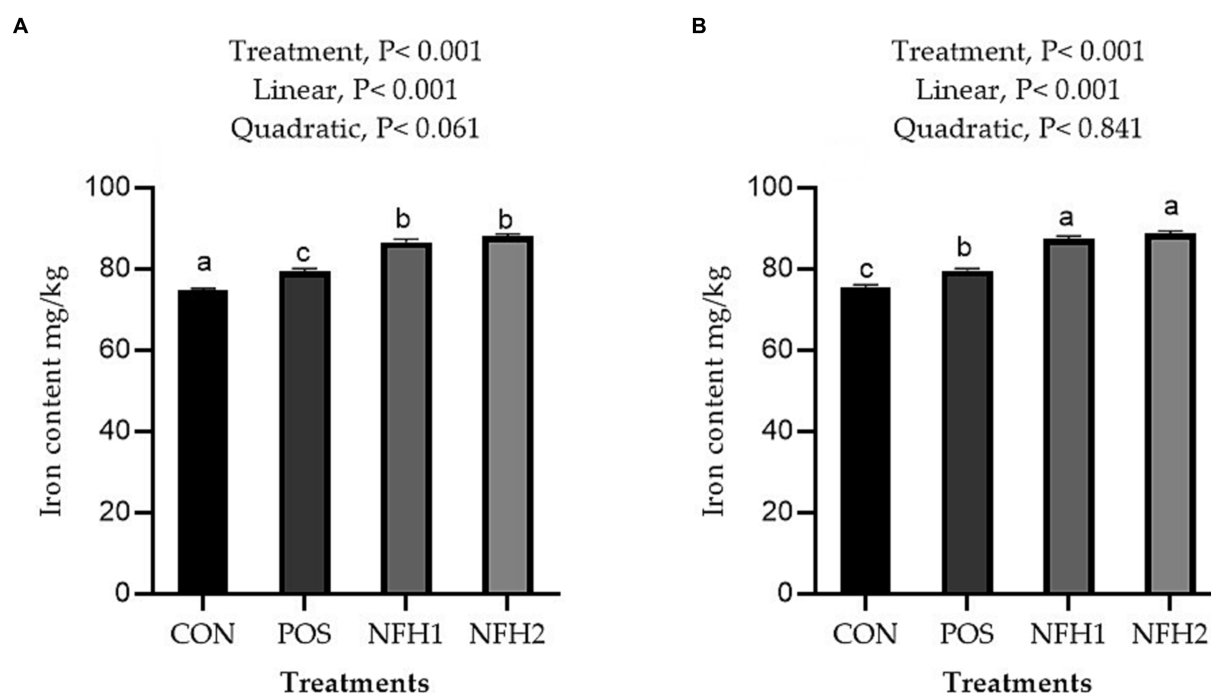 A
Treatment, P< 0.001
Linear, P< 0.001
Quadratic, P< 0.061
100
80
60
40
20
0
Iron content mg/kg
a
c
b
b
CON POS NFH1 NFH2
Treatments
B
Treatment, P< 0.001
Linear, P< 0.001
Quadratic, P< 0.841
100
80
60
40
20
0
Iron content mg/kg
c
b
a
a
CON POS NFH1 NFH2
Treatments